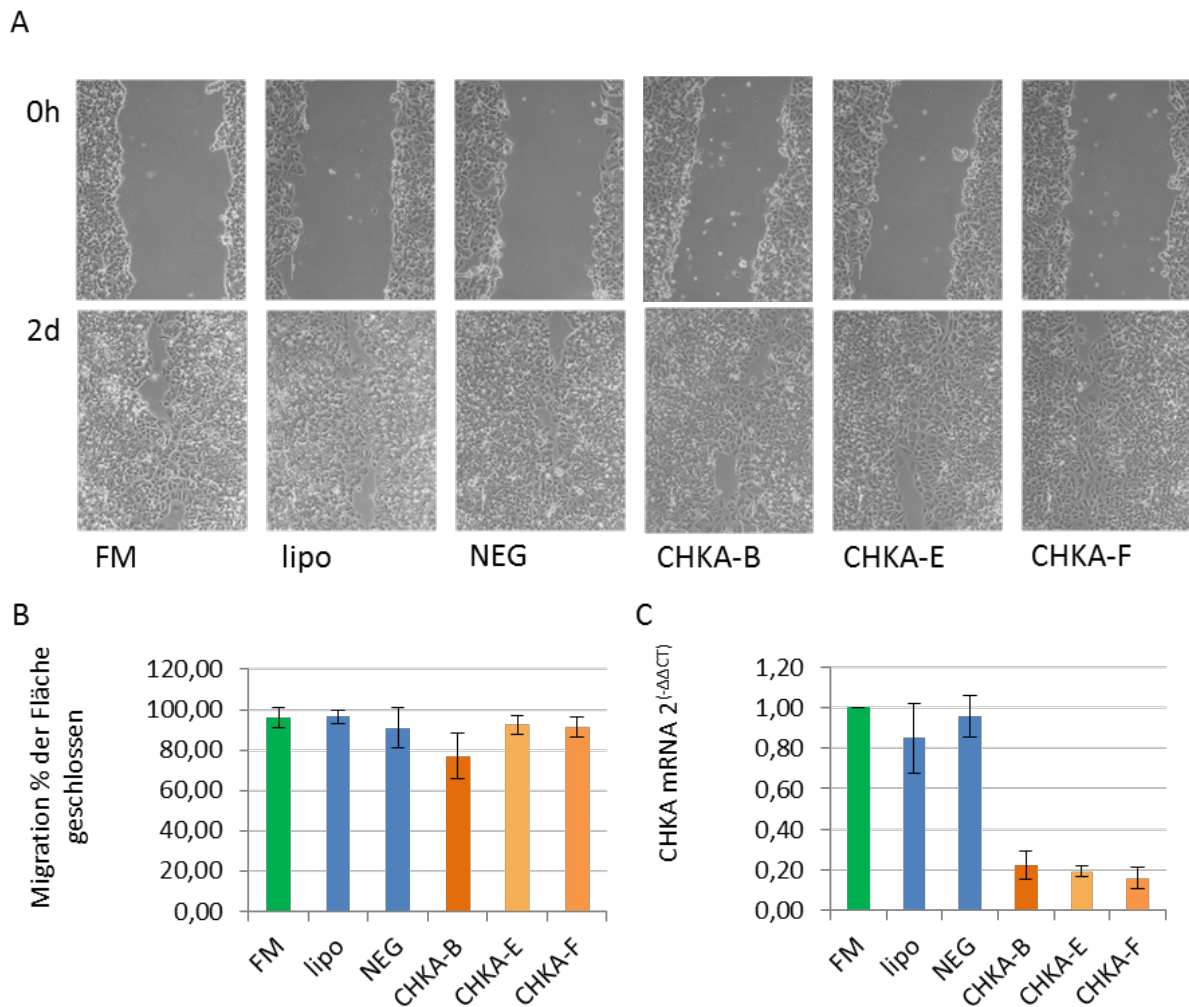 A
0h
2d
FM lipo NEG CHKA-B CHKA-E CHKA-F
B
Migration % der Fläche
geschlossen
120,00
100,00
80,00
60,00
40,00
20,00
0,00
FM lipo NEG CHKA-B CHKA-E CHKA-F
C
CHKA mRNA 2^(-ΔΔCT)
1,20
1,00
0,80
0,60
0,40
0,20
0,00
FM lipo NEG CHKA-B CHKA-E CHKA-F